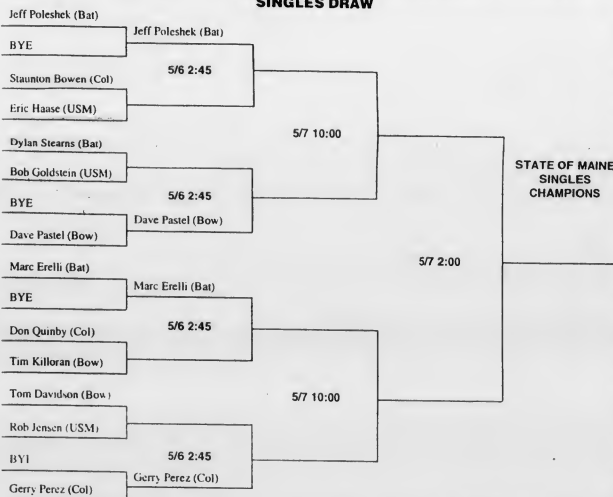 SINGLES DRAW
Jeff Poleshek (Bat)
BYE
Jeff Poleshek (Bat)
5/6 2:45
Staunton Bowen (Col)
Eric Haase (USM)
5/7 10:00
Dylan Stearns (Bat)
Bob Goldstein (USM)
5/6 2:45
BYE
Dave Pastel (Bow)
Dave Pastel (Bow)
STATE OF MAINE
SINGLES
CHAMPIONS
5/7 2:00
Marc Erelli (Bat)
BYE
Marc Erelli (Bat)
5/6 2:45
Don Quinby (Col)
Tim Killoran (Bow)
5/7 10:00
Tom Davidson (Bow)
Rob Jensen (USM)
5/6 2:45
BYI
Gerry Perez (Col)
Gerry Perez (Col)